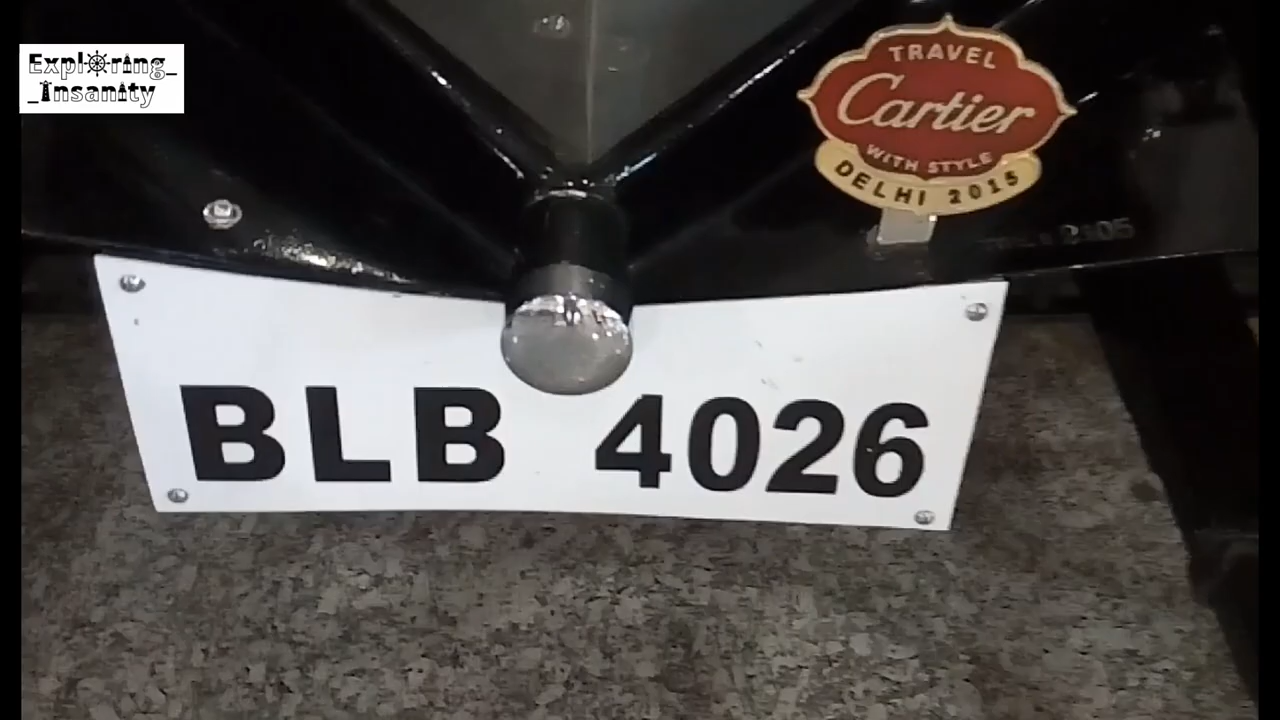 Exploring_
_Insanity
TRAVEL
Cartier
WITH STYLE
DELHI 2015
BLB 4026